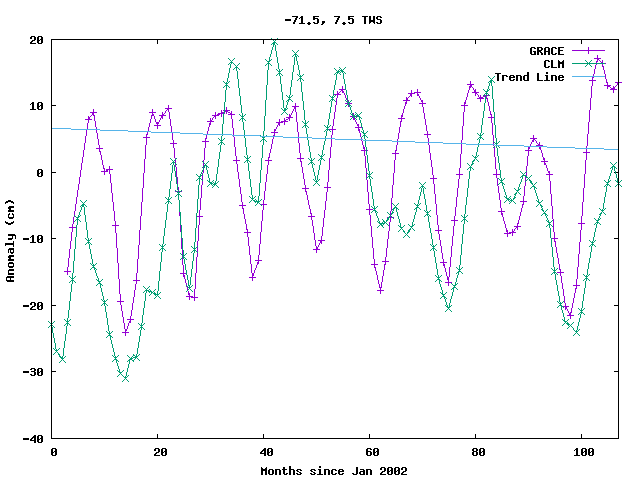 -71.5, 7.5 TWS
GRACE
CLM
Trend Line
20
10
0
-10
-20
-30
-40
Anomaly (cm)
0 20 40 60 80 100
Months since Jan 2002